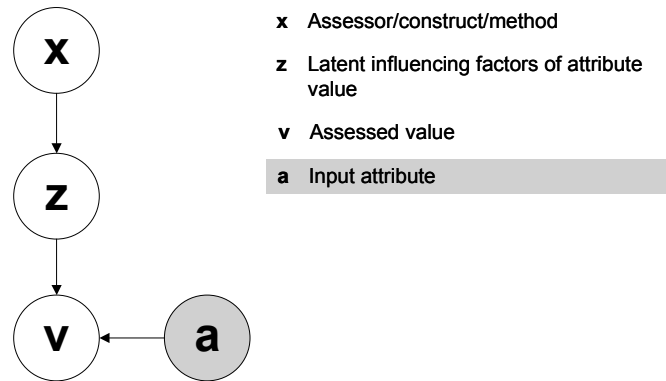 x
x Assessor/construct/method
z Latent influencing factors of attribute
value
v Assessed value
a Input attribute
z
v
a